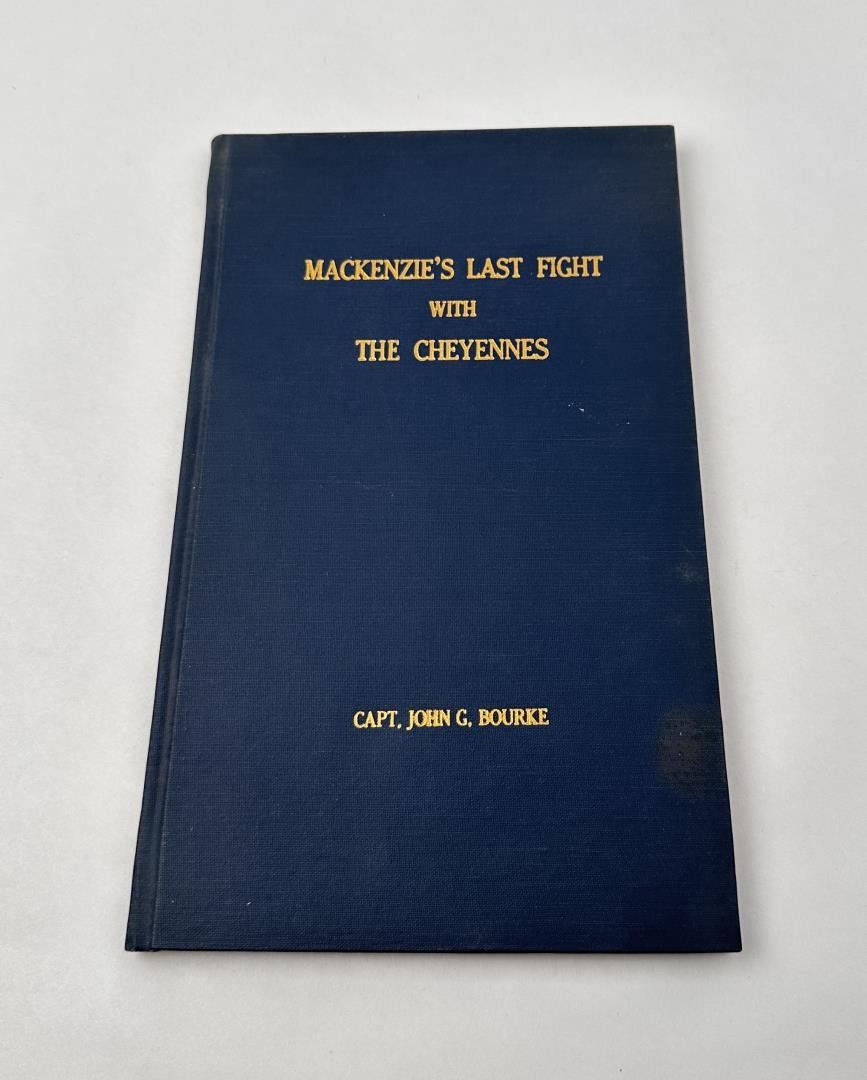 MACKENZIE'S LAST FIGHT
WITH
THE CHEYENNES
CAPT. JOHN G. BOURKE